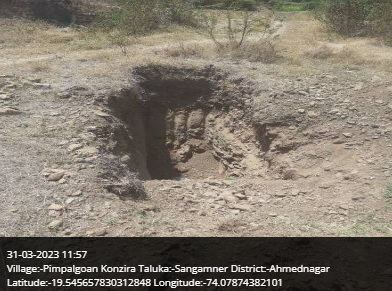 31-03-2023 11:57
Village:-Pimpalgoan Konzira Taluka:-Sangamner District:-Ahmednagar
Latitude:-19.545657830312848 Longitude:-74.07874382101